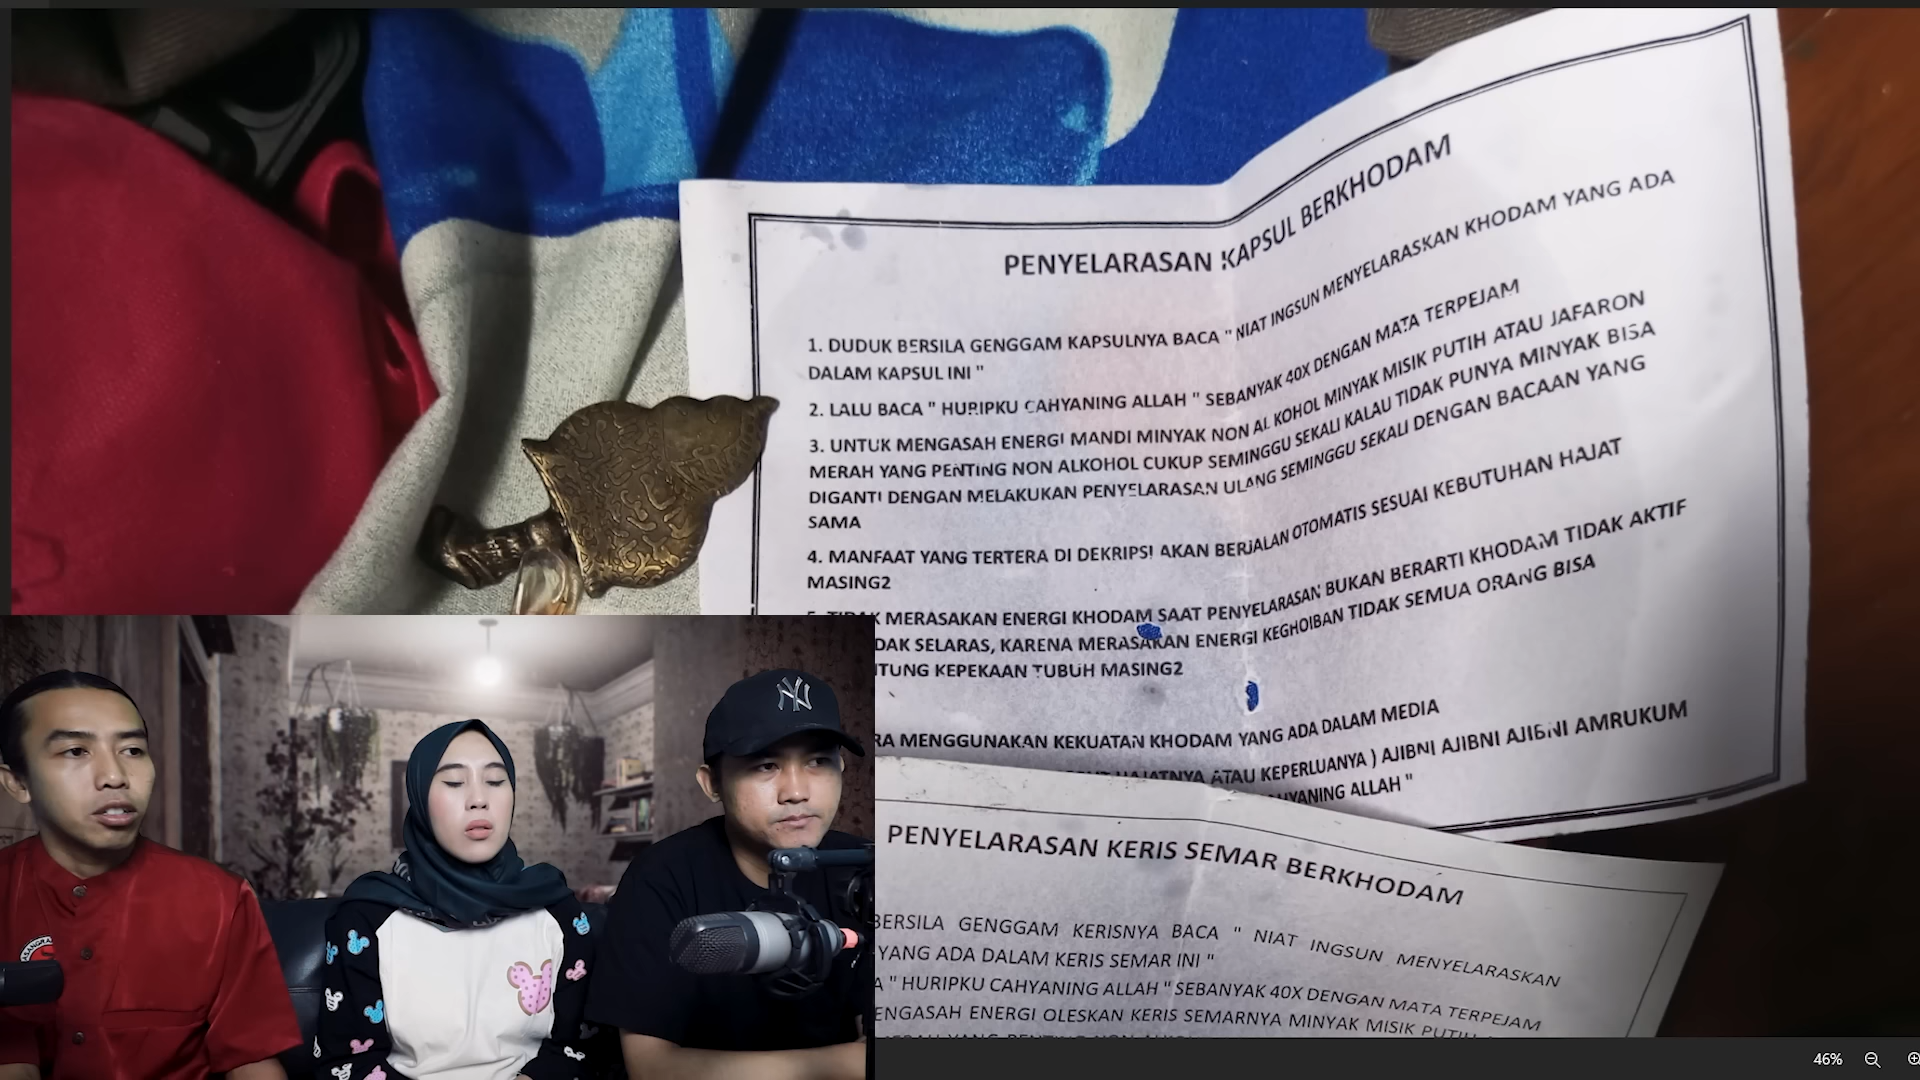 PENYELARASAN KAPSUL BERKHODAM
1. DUDUK BERSILA GENGGAM KAPSULNYA BACA " NIAT INGSUN MENYELARASKAN KHODAM YANG ADA
DALAM KAPSUL INI "
2. LALU BACA " HURIPKU CAHYANING ALLAH " SEBANYAK 40X DENGAN MATA TERPEJAM
3. UNTUK MENGASAH ENERGI MANDI MINYAK NON AL KOHOL MINYAK MISIK PUTIH ATAU JAFARON
MERAH YANG PENTING NON ALKOHOL CUKUP SEMINGGU SEKALI KALAU TIDAK PUNYA MINYAK BISA
DIGANTI DENGAN MELAKUKAN PENYELARASAN ULANG SEMINGGU SEKALI DENGAN BACAAN YANG
SAMA
4. MANFAAT YANG TERTERA DI DEKRIPSI AKAN BERJALAN OTOMATIS SESUAI KEBUTUHAN HAJAT
MASING2
MERASAKAN ENERGI KHODAM SAAT PENYELARASAN BUKAN BERARTI KHODAM TIDAK AKTIF
DAK SELARAS, KARENA MERASAKAN ENERGI KEGHOIBAN TIDAK SEMUA ORANG BISA
NTUNG KEPEKAAN TUBUH MASING2
RA MENGGUNAKAN KEKUATAN KHODAM YANG ADA DALAM MEDIA
HAJATNYA ATAU KEPERLUANYA ) AJIBNI AJIBNI AJIBNI AMRUKUM
HYANING ALLAH "
PENYELARASAN KERIS SEMAR BERKHODAM
BERSILA GENGGAM KERISNYA BACA " NIAT INGSUN MENYELARASKAN
YANG ADA DALAM KERIS SEMAR INI "
A " HURIPKU CAHYANING ALLAH " SEBANYAK 40X DENGAN MATA TERPEJAM
ENGASAH ENERGI OLESKAN KERIS SEMARNYA MINYAK MISIK PUTIH
NY
46%